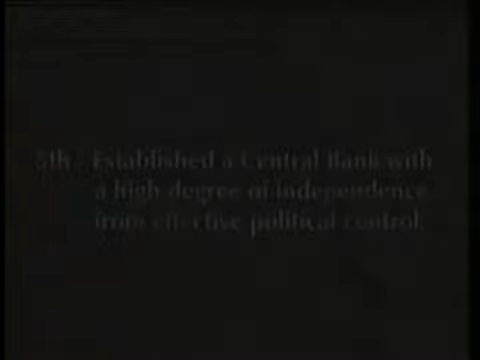 5th - Established a Central Bank with
a high degree of independence
from effective political control.